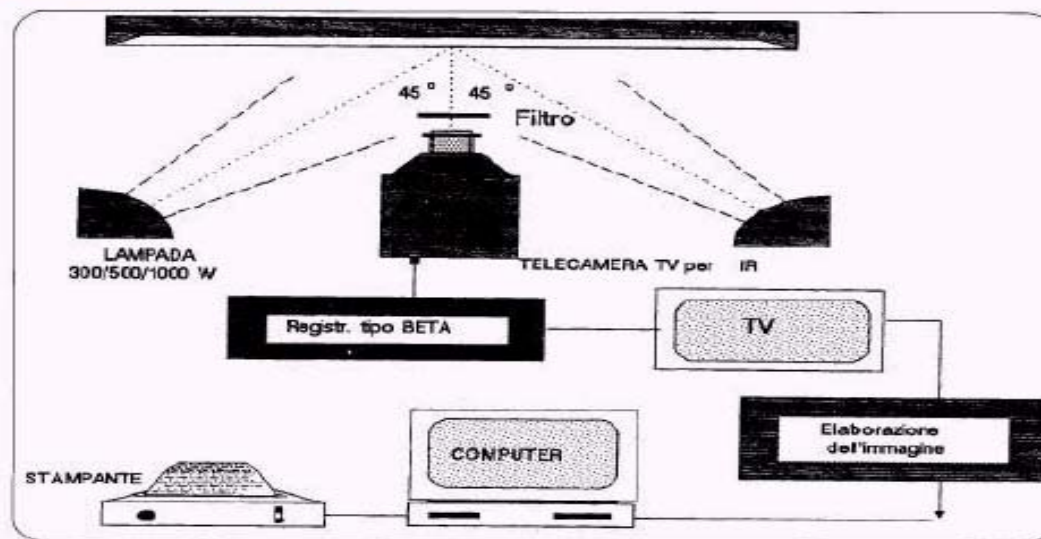 45 ° 45 °
Filtro
LAMPADA
300/500/1000 W
TELECAMERA TV per IR
Registr. tipo BETA
TV
Elaborazione
dell'immagine
COMPUTER
STAMPANTE